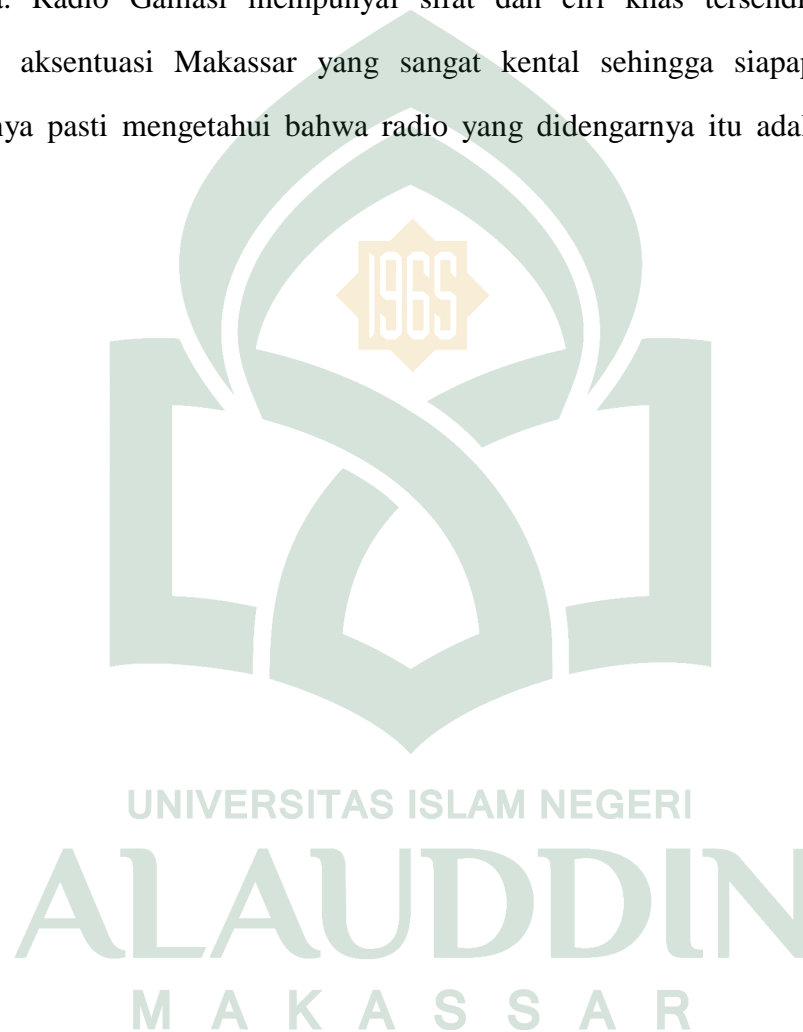 Radio Gamasi mempunyai sifat dan ciri khas
aksentuasi Makassar yang sangat kental sehingga
pasti mengetahui bahwa radio yang didengarnya itu
1965
UNIVERSITAS ISLAM NEGERI
ALAUDDIN
MAKASSAR